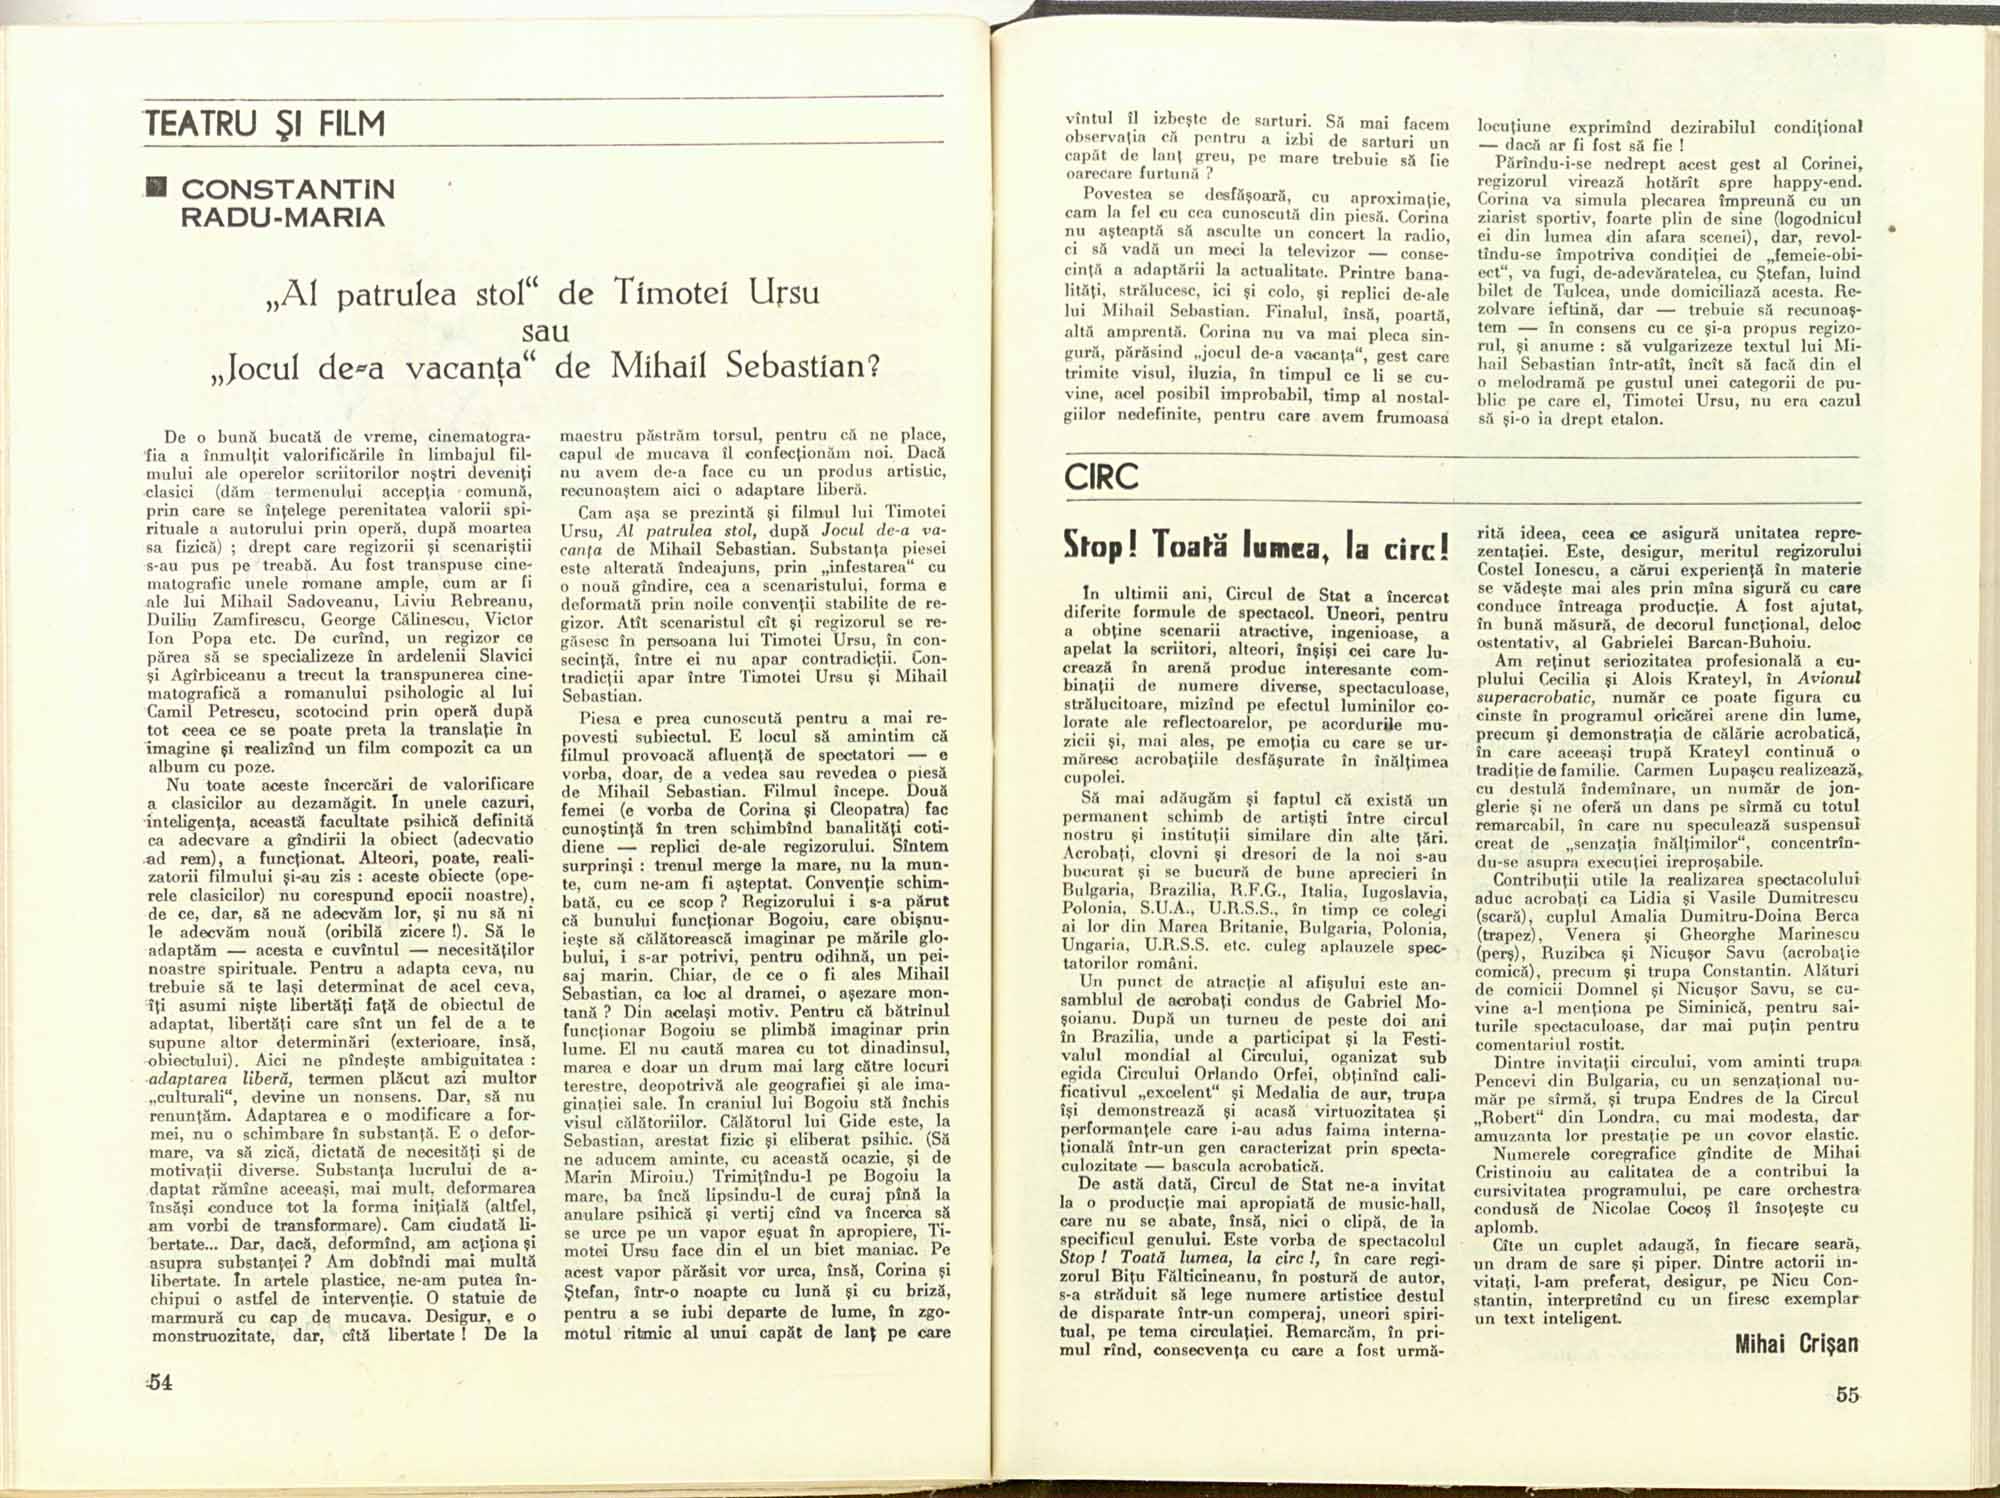 TEATRU ŞI FILM
CONSTANTIN
RADU-MARIA
„Al patrulea stol“ de Timotei Ursu
sau
„Jocul de-a vacanţa“ de Mihail Sebastian?
De o bună bucată de vreme, cinematogra-
fia a înmulţit valorificările în limbajul fil-
mului ale operelor scriitorilor noştri deveniţi
clasici (dăm termenului accepţia comună,
prin care se înţelege perenitatea valorii spi-
rituale a autorului prin operă, după moartea
sa fizică) ; drept care regizorii şi scenariştii
s-au pus pe treabă. Au fost transpuse cine-
matografic unele romane ample, cum ar fi
ale lui Mihail Sadoveanu, Liviu Rebreanu,
Duiliu Zamfirescu, George Călinescu, Victor
Ion Popa etc. De curînd, un regizor ce
părea să se specializeze în ardelenii Slavici
şi Agîrbiceanu a trecut la transpunerea cine-
matografică a romanului psihologic al lui
Camil Petrescu, scotocind prin operă după
tot ceea ce se poate preta la translaţie în
imagine şi realizînd un film compozit ca un
album cu poze.
Nu toate aceste încercări de valorificare
a clasicilor au dezamăgit. In unele cazuri,
inteligenţa, această facultate psihică definită
ca adecvare a gîndirii la obiect (adecvatio
ad rem), a funcţionat. Alteori, poate, reali-
zatorii filmului şi-au zis : aceste obiecte (ope-
rele clasicilor) nu corespund epocii noastre),
de ce, dar, să ne adecvăm lor, şi nu să ni
le adecvăm nouă (oribilă zicere !). Să le
adaptăm — acesta e cuvîntul — necesităţilor
noastre spirituale. Pentru a adapta ceva, nu
trebuie să te laşi determinat de acel ceva,
îţi asumi nişte libertăţi faţă de obiectul de
adaptat, libertăţi care sînt un fel de a te
supune altor determinări (exterioare, însă,
obiectului). Aici ne pîndeşte ambiguitatea :
adaptarea liberă, termen plăcut azi multor
„culturali“, devine un nonsens. Dar, să nu
renunţăm. Adaptarea e o modificare a for-
mei, nu o schimbare în substanţă. E o defor-
mare, va să zică, dictată de necesităţi şi de
motivaţii diverse. Substanţa lucrului de a-
daptat rămîne aceeaşi, mai mult, deformarea
însăşi conduce tot la forma iniţială (altfel,
am vorbi de transformare). Cam ciudată li-
bertate... Dar, dacă, deformînd, am acţiona şi
asupra substanţei ? Am dobîndi mai multă
libertate. În artele plastice, ne-am putea în-
chipui o astfel de intervenţie. O statuie de
marmură cu cap de mucava. Desigur, e o
monstruozitate, dar, cîtă libertate ! De la
maestru păstrăm torsul, pentru că ne place,
capul de mucava îl confecţionăm noi. Dacă
nu avem de-a face cu un produs artistic,
recunoaştem aici o adaptare liberă.
Cam aşa se prezintă şi filmul lui Timotei
Ursu, Al patrulea stol, după Jocul de-a va-
canţa de Mihail Sebastian. Substanţa piesei
este alterată îndeajuns, prin „infestarea“ cu
o nouă gîndire, cea a scenaristului, forma e
deformată prin noile convenţii stabilite de re-
gizor. Atît scenaristul cît şi regizorul se re-
găsesc în persoana lui Timotei Ursu, în con-
secinţă, între ei nu apar contradicţii. Con-
tradicţii apar între Timotei Ursu şi Mihail
Sebastian.
Piesa e prea cunoscută pentru a mai re-
povesti subiectul. E locul să amintim că
filmul provoacă afluenţă de spectatori — e
vorba, doar, de a vedea sau revedea o piesă
de Mihail Sebastian. Filmul începe. Două
femei (e vorba de Corina şi Cleopatra) fac
cunoştinţă în tren schimbînd banalităţi coti-
diene — replici de-ale regizorului. Sîntem
surprinşi : trenul merge la mare, nu la mun-
te, cum ne-am fi aşteptat. Convenţie schim-
bată, cu ce scop ? Regizorului i s-a părut
că bunului funcţionar Bogoiu, care obişnu-
ieşte să călătorească imaginar pe mările glo-
bului, i s-ar potrivi, pentru odihnă, un pei-
saj marin. Chiar, de ce o fi ales Mihail
Sebastian, ca loc al dramei, o aşezare mon-
tană ? Din acelaşi motiv. Pentru că bătrînul
funcţionar Bogoiu se plimbă imaginar prin
lume. El nu caută marea cu tot dinadinsul,
marea e doar un drum mai larg către locuri
terestre, deopotrivă ale geografiei şi ale ima-
ginaţiei sale. În craniul lui Bogoiu stă închis
visul călătoriilor. Călătorul lui Gide este, la
Sebastian, arestat fizic şi eliberat psihic. (Să
ne aducem aminte, cu această ocazie, şi de
Marin Miroiu.) Trimiţîndu-l pe Bogoiu la
mare, ba încă lipsindu-l de curaj pînă la
anulare psihică şi vertij cînd va încerca să
se urce pe un vapor eşuat în apropiere, Ti-
motei Ursu face din el un biet maniac. Pe
acest vapor părăsit vor urca, însă, Corina şi
Ştefan, într-o noapte cu lună şi cu briză,
pentru a se iubi departe de lume, în zgo-
motul ritmic al unui capăt de lanţ pe care
54
vîntul îl izbeşte de sarturi. Să mai facem
observaţia că pentru a izbi de sarturi un
capăt de lanţ greu, pe mare trebuie să fie
oarecare furtună ?
Povestea se desfăşoară, cu aproximaţie,
cam la fel cu cea cunoscută din piesă. Corina
nu aşteaptă să asculte un concert la radio,
ci să vadă un meci la televizor — conse-
cinţă a adaptării la actualitate. Printre bana-
lităţi, strălucesc, ici şi colo, şi replici de-ale
lui Mihail Sebastian. Finalul, însă, poartă,
altă amprentă. Corina nu va mai pleca sin-
gură, părăsind „jocul de-a vacanţa“, gest care
trimite visul, iluzia, în timpul ce li se cu-
vine, acel posibil improbabil, timp al nostal-
giilor nedefinite, pentru care avem frumoasa
locuţiune exprimînd dezirabilul condiţional
— dacă ar fi fost să fie !
Părîndu-i-se nedrept acest gest al Corinei,
regizorul virează hotărît spre happy-end.
Corina va simula plecarea împreună cu un
ziarist sportiv, foarte plin de sine (logodnicul
ei din lumea din afara scenei), dar, revol-
tîndu-se împotriva condiţiei de „femeie-obi-
ect“, va fugi, de-adevăratelea, cu Ştefan, luind
bilet de Tulcea, unde domiciliază acesta. Re-
zolvare ieftină, dar — trebuie să recunoaş-
tem — în consens cu ce şi-a propus regizo-
rul, şi anume : să vulgarizeze textul lui Mi-
hail Sebastian într-atît, încît să facă din el
o melodramă pe gustul unei categorii de pu-
blic pe care el, Timotei Ursu, nu era cazul
să şi-o ia drept etalon.
CIRC
Stop! Toată lumea, la circ!
In ultimii ani, Circul de Stat a încercat
diferite formule de spectacol. Uneori, pentru
a obţine scenarii atractive, ingenioase, a
apelat la scriitori, alteori, înşişi cei care lu-
crează în arenă produc interesante com-
binaţii de numere diverse, spectaculoase,
strălucitoare, mizînd pe efectul luminilor co-
lorate ale reflectoarelor, pe acordurile mu-
zicii şi, mai ales, pe emoţia cu care se ur-
măresc acrobaţiile desfăşurate în înălţimea
cupolei.
Să mai adăugăm şi faptul că există un
permanent schimb de artişti între circul
nostru şi instituţii similare din alte ţări.
Acrobaţi, clovni şi dresori de la noi s-au
bucurat şi se bucură de bune aprecieri în
Bulgaria, Brazilia, R.F.G., Italia, Iugoslavia,
Polonia, S.U.A., U.R.S.S., în timp ce colegi
ai lor din Marea Britanie, Bulgaria, Polonia,
Ungaria, U.R.S.S. etc. culeg aplauzele spec-
tatorilor români.
Un punct de atracţie al afişului este an-
samblul de acrobaţi condus de Gabriel Mo-
şoianu. După un turneu de peste doi ani
în Brazilia, unde a participat şi la Festi-
valul mondial al Circului, oganizat sub
egida Circului Orlando Orfei, obţinînd cali-
ficativul „excelent“ şi Medalia de aur, trupa
îşi demonstrează şi acasă virtuozitatea şi
performanţele care i-au adus faima interna-
ţională într-un gen caracterizat prin specta-
culozitate — bascula acrobatică.
De astă dată, Circul de Stat ne-a invitat
la o producţie mai apropiată de music-hall,
care nu se abate, însă, nici o clipă, de la
specificul genului. Este vorba de spectacolul
Stop ! Toată lumea, la circ !, în care regi-
zorul Biţu Fălticineanu, în postură de autor,
s-a străduit să lege numere artistice destul
de disparate într-un comperaj, uneori spiri-
tual, pe tema circulaţiei. Remarcăm, în pri-
mul rînd, consecvenţa cu care a fost urmă-
rită ideea, ceea ce asigură unitatea repre-
zentaţiei. Este, desigur, meritul regizorului
Costel Ionescu, a cărui experienţă în materie
se vădeşte mai ales prin mîna sigură cu care
conduce întreaga producţie. A fost ajutat,
în bună măsură, de decorul funcţional, deloc
ostentativ, al Gabrielei Barcan-Buhoiu.
Am reţinut seriozitatea profesională a cu-
plului Cecilia şi Alois Krateyl, în Avionul
superacrobatic, număr ce poate figura cu
cinste în programul oricărei arene din lume,
precum şi demonstraţia de călărie acrobatică,
în care aceeaşi trupă Krateyl continuă o
tradiţie de familie. Carmen Lupaşcu realizează,
cu destulă îndemînare, un număr de jon-
glerie şi ne oferă un dans pe sîrmă cu totul
remarcabil, în care nu speculează suspensul
creat de „senzaţia înălţimilor“, concentrîn-
du-se asupra execuţiei ireproşabile.
Contribuţii utile la realizarea spectacolului
aduc acrobaţi ca Lidia şi Vasile Dumitrescu
(scară), cuplul Amalia Dumitru-Doina Berca
(trapez), Venera şi Gheorghe Marinescu
(perş), Ruzibca şi Nicuşor Savu (acrobaţie
comică), precum şi trupa Constantin. Alături
de comicii Domnel şi Nicuşor Savu, se cu-
vine a-l menţiona pe Siminică, pentru sal-
turile spectaculoase, dar mai puţin pentru
comentariul rostit.
Dintre invitaţii circului, vom aminti trupa
Pencevi din Bulgaria, cu un senzaţional nu-
măr pe sîrmă, şi trupa Endres de la Circul
„Robert“ din Londra, cu mai modesta, dar
amuzanta lor prestaţie pe un covor elastic.
Numerele coregrafice gîndite de Mihai
Cristinoiu au calitatea de a contribui la
cursivitatea programului, pe care orchestra
condusă de Nicolae Cocoş îl însoţeşte cu
aplomb.
Cîte un cuplet adaugă, în fiecare seară,
un dram de sare şi piper. Dintre actorii in-
vitaţi, l-am preferat, desigur, pe Nicu Con-
stantin, interpretînd cu un firesc exemplar
un text inteligent.
Mihai Crişan
55